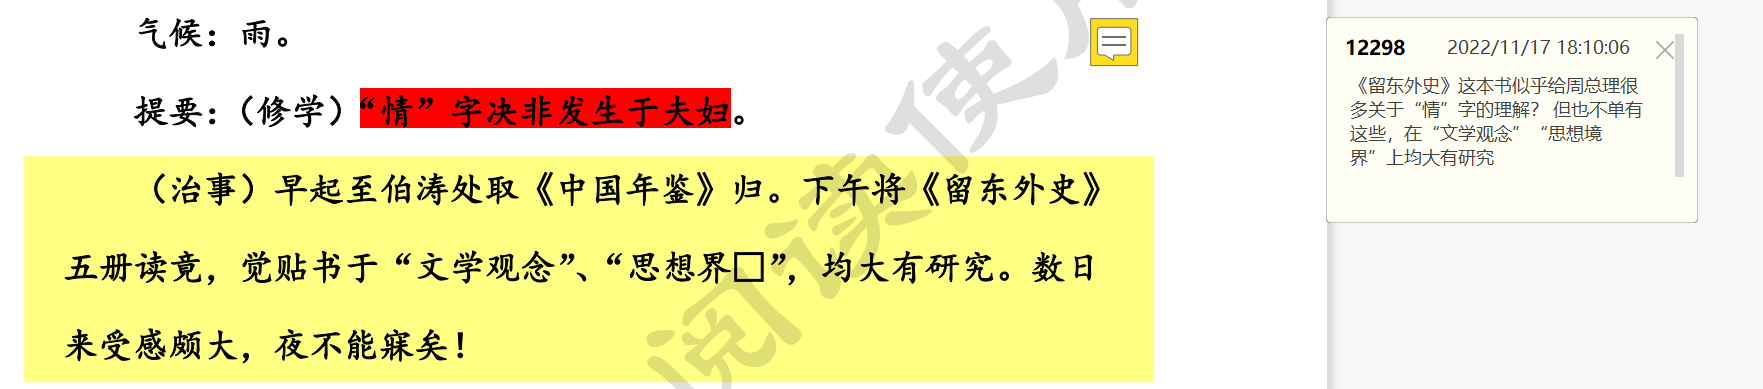 气候：雨。
提要：（修学）“情”字决非发生于夫妇。
（治事）早起至伯涛处取《中国年鉴》归。下午将《留东外史》
五册读竟，觉贴书于“文学观念”、“思想界□”，均大有研究。数日
来受感颇大，夜不能寐矣！
阅读使用
12298 2022/11/17 18:10:06
《留东外史》这本书似乎给周总理很
多关于“情”字的理解？ 但也不单有
这些，在“文学观念” “思想境
界”上均大有研究